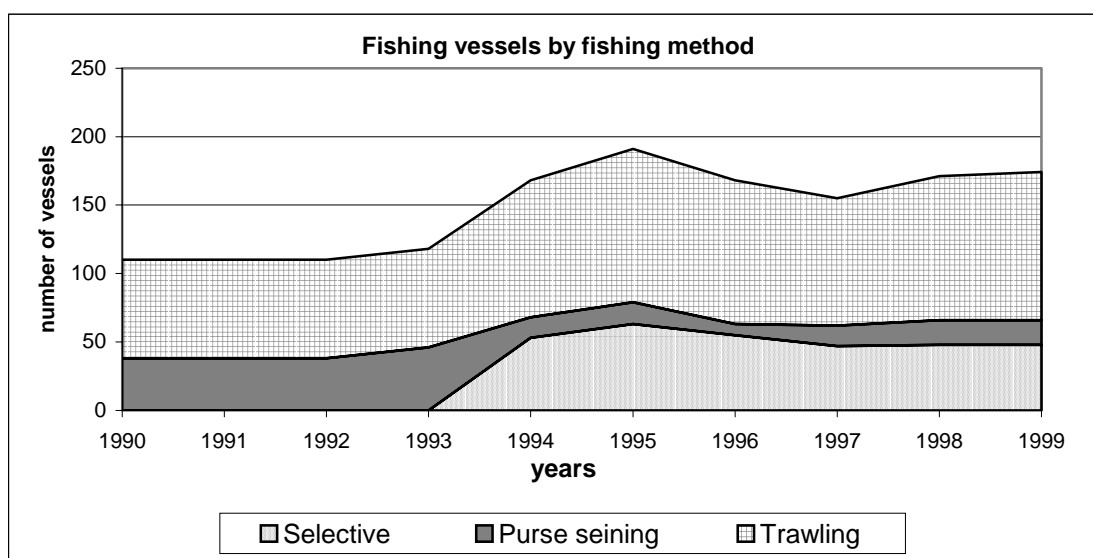 Fishing vessels by fishing method
number of vessels
250
200
150
100
50
0
1990 1991 1992 1993 1994 1995 1996 1997 1998 1999
years
Selective Purse seining Trawling